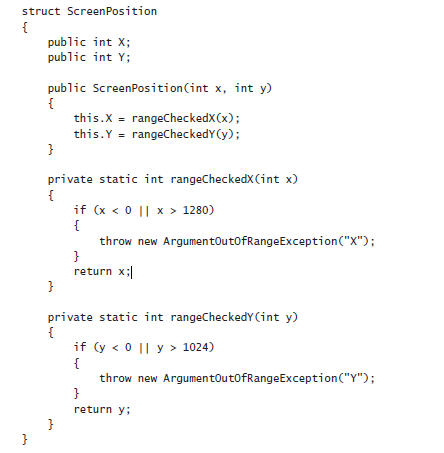 struct ScreenPosition
{
    public int X;
    public int Y;

    public ScreenPosition(int x, int y)
    {
        this.X = rangeCheckedX(x);
        this.Y = rangeCheckedY(y);
    }

    private static int rangeCheckedX(int x)
    {
        if (x < 0 || x > 1280)
        {
            throw new ArgumentOutOfRangeException("X");
        }
        return x;
    }

    private static int rangeCheckedY(int y)
    {
        if (y < 0 || y > 1024)
        {
            throw new ArgumentOutOfRangeException("Y");
        }
        return y;
    }
}